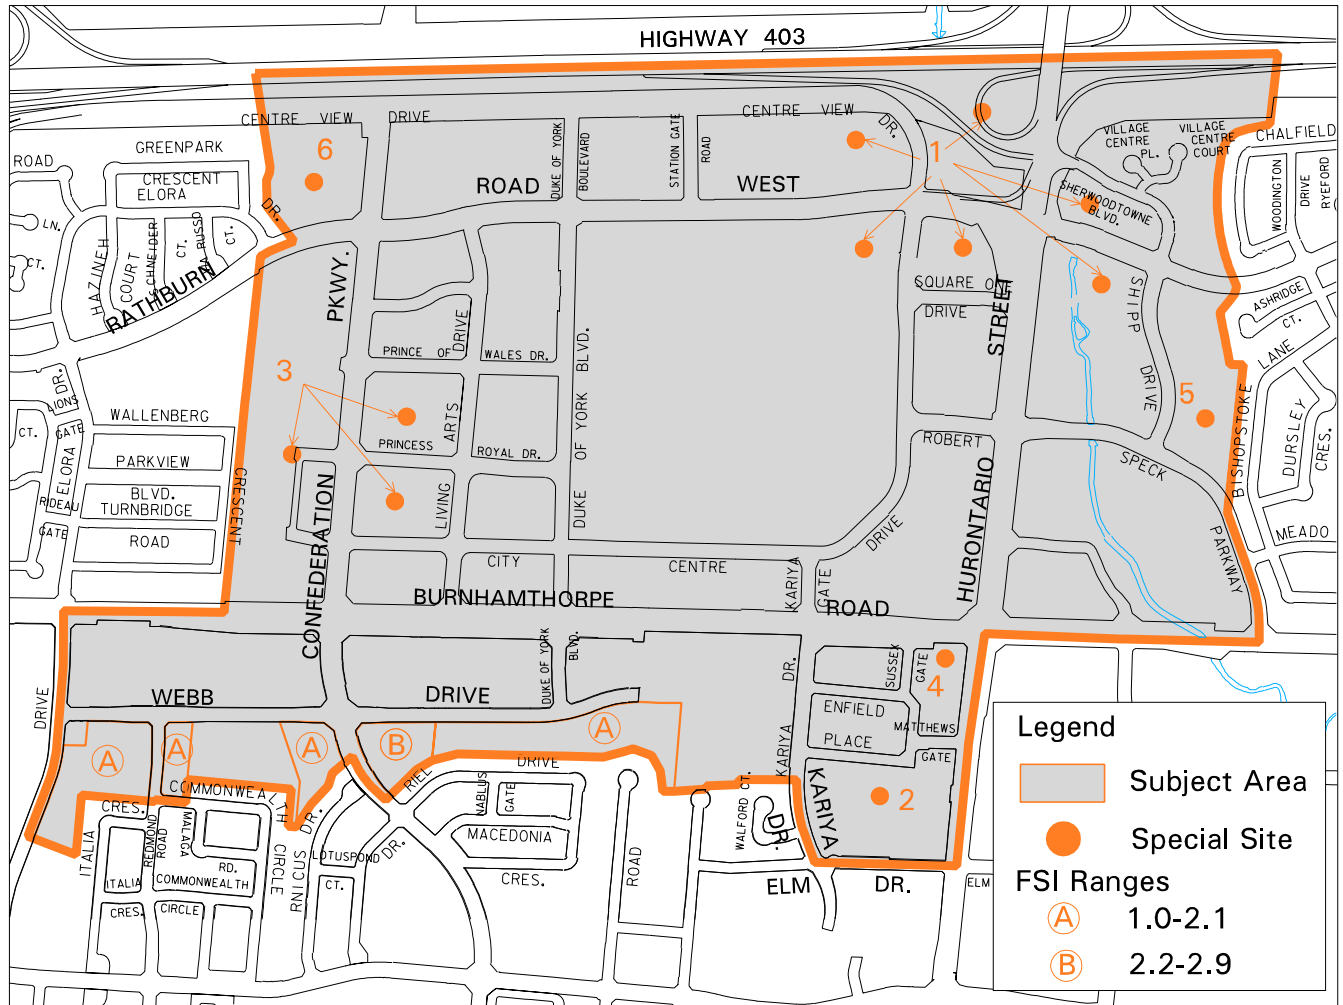 HIGHWAY 403
CENTRE VIEW DRIVE
CENTRE VIEW
DR.
1
6
GREENPARK
ROAD
CRESCENT
ELORA
DR.
ROAD
WEST
DUKE OF YORK
BOULEVARD
STATION GATE
ROAD
VILLAGE
CENTRE
PL.
VILLAGE
CENTRE
COURT
CHALFIELD
SHERWOODTOWNE
BLVD.
WOODINGTON
DRIVE
RYEFORD
LN.
CT.
HAZINEH
COURT
SCHNEIDER
CT.
RUSSO
CT.
RATHBURN
PKWY.
SQUARE ONE
DRIVE
STREET
SHIPP
DRIVE
ASHRIDGE
CT.
LANE
3
PRINCE OF
WALES DR.
DRIVE
DUKE OF YORK BLVD.
5
BISHOPSTOKE
DURSLEY
CRES.
DR.
LIONS
GATE
CT.
WALLENBERG
PARKVIEW
BLVD.
TURNBRIDGE
ROAD
ELORA
RIDEAU
GATE
CRESCENT
PRINCESS
ROYAL DR.
ARTS
LIVING
ROBERT
SPECK
PARKWAY
MEADO
CONFEDERATION
HURONTARIO
DRIVE
CITY
CENTRE
KARIYA
GATE
BURNHAMTHORPE
ROAD
DUKE OF YORK
BLVD.
DR.
SUSSEX
GATE
4
DRIVE
WEBB
DRIVE
ENFIELD
PLACE
MATTHEWS
GATE
KARIYA
A
A
A
B
A
COMMONWEALTH
CIRCLE
RIEL
DRIVE
NABLUS
GATE
MACEDONIA
CRES.
ROAD
WALFORD CT.
KARIYA
DR.
2
ELM
DR.
ELM
CRES.
ITALIA
REDMOND
ROAD
MALAGA
RD.
COMMONWEALTH
CIRCLE
ITALIA
CRES.
DR.
SUCINI
LOTUSPOND
CT.
DR.
Legend
Subject Area
Special Site
FSI Ranges
A 1.0-2.1
B 2.2-2.9